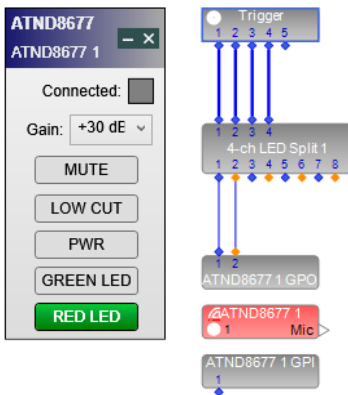 ATND8677
ATND8677 1
Connected:
Gain: +30 dE
MUTE
LOW CUT
PWR
GREEN LED
RED LED
Trigger
1 2 3 4 5
1 2 3 4
4-ch LED Split 1
1 2 3 4 5 6 7 8
1 2
ATND8677 1 GPO
ATND8677 1
1 Mic
ATND8677 1 GPI
1